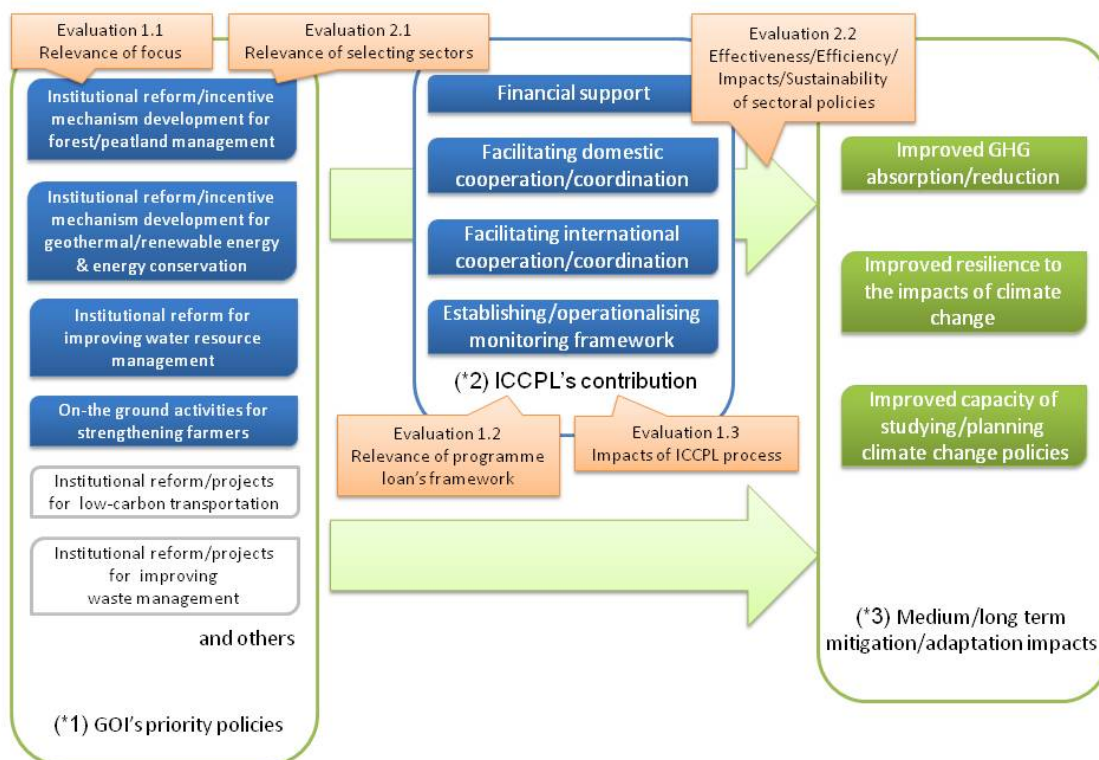 Evaluation 1.1
Relevance of focus
Evaluation 2.1
Relevance of selecting sectors
Institutional reform/incentive
mechanism development for
forest/peatland management
Institutional reform/incentive
mechanism development for
geothermal/renewable energy
& energy conservation
Institutional reform for
improving water resource
management
On-the ground activities for
strengthening farmers
Institutional reform/projects
for low-carbon transportation
Institutional reform/projects
for improving
waste management
and others
(*1) GOI's priority policies
Financial support
Facilitating domestic
cooperation/coordination
Facilitating international
cooperation/coordination
Establishing/operationalising
monitoring framework
(*2) ICCPL's contribution
Evaluation 1.2
Relevance of programme
loan's framework
Evaluation 1.3
Impacts of ICCPL process
Evaluation 2.2
Effectiveness/Efficiency/
Impacts/Sustainability
of sectoral policies
Improved GHG
absorption/reduction
Improved resilience to
the impacts of climate
change
Improved capacity of
studying/planning
climate change policies
(*3) Medium/long term
mitigation/adaptation impacts